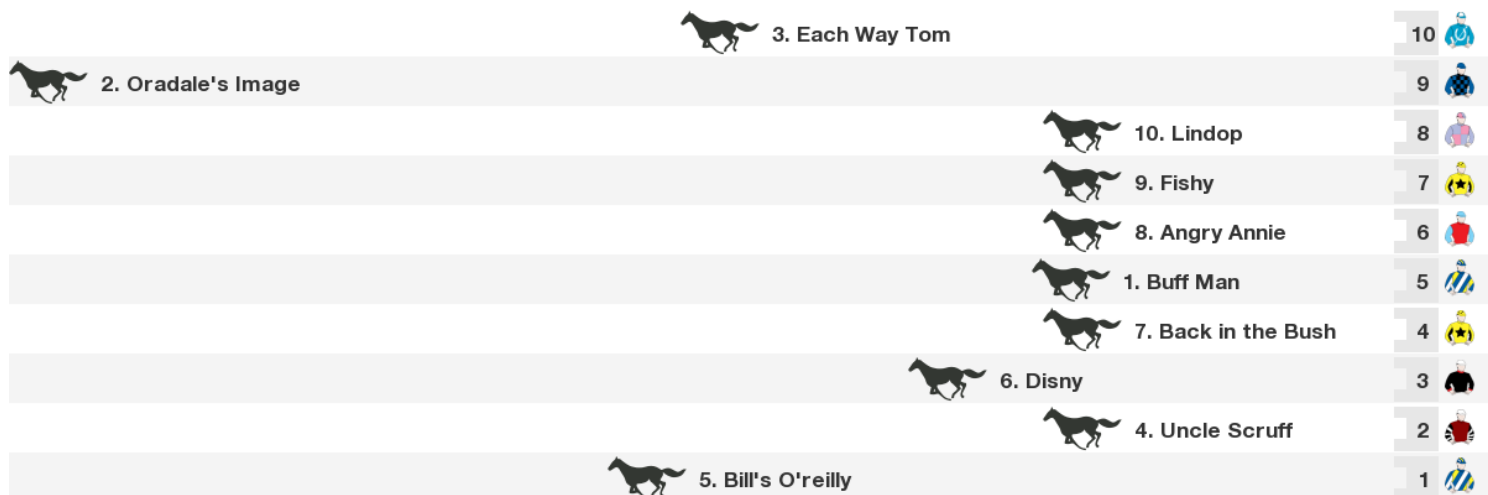 3. Each Way Tom 10
2. Oradale's Image 9
10. Lindop 8
9. Fishy 7
8. Angry Annie 6
1. Buff Man 5
7. Back in the Bush 4
6. Disny 3
4. Uncle Scruff 2
5. Bill's O'reilly 1